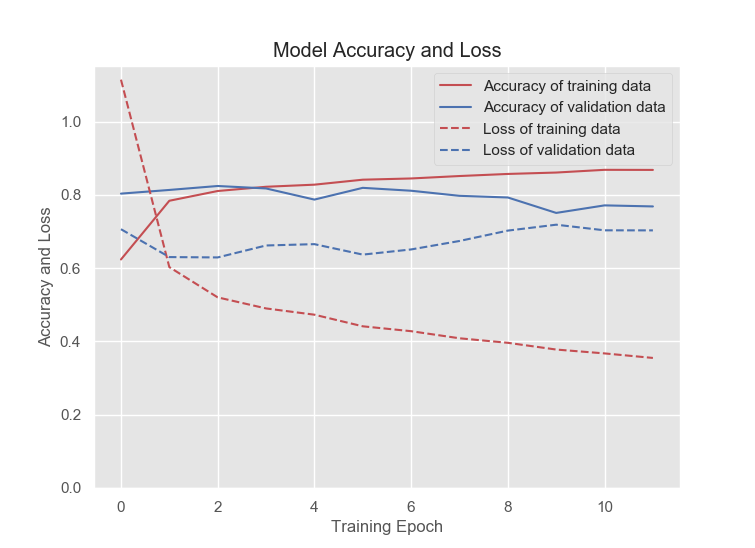 Model Accuracy and Loss
Accuracy of training data
Accuracy of validation data
Loss of training data
Loss of validation data
Accuracy and Loss
1.0
0.8
0.6
0.4
0.2
0.0
0 2 4 6 8 10
Training Epoch